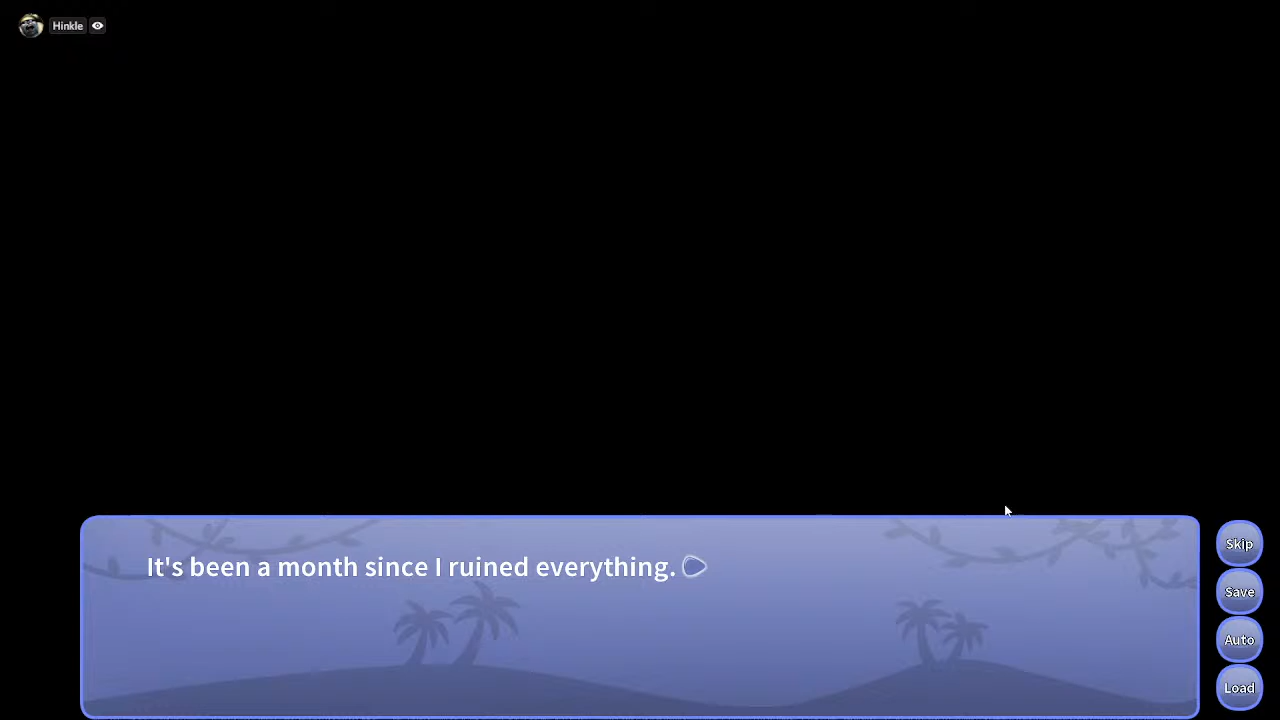 Hinkle
It's been a month since I ruined everything.
Skip
Save
Auto
Load